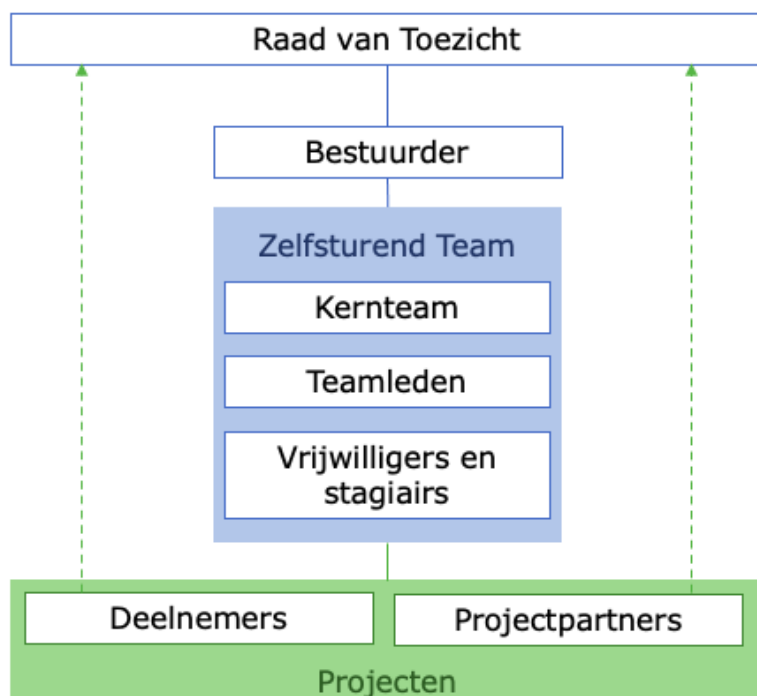 Raad van Toezicht
Bestuurder
Zelfsturend Team
Kernteam
Teamleden
Vrijwilligers en
stagiairs
Deelnemers
Projectpartners
Projecten